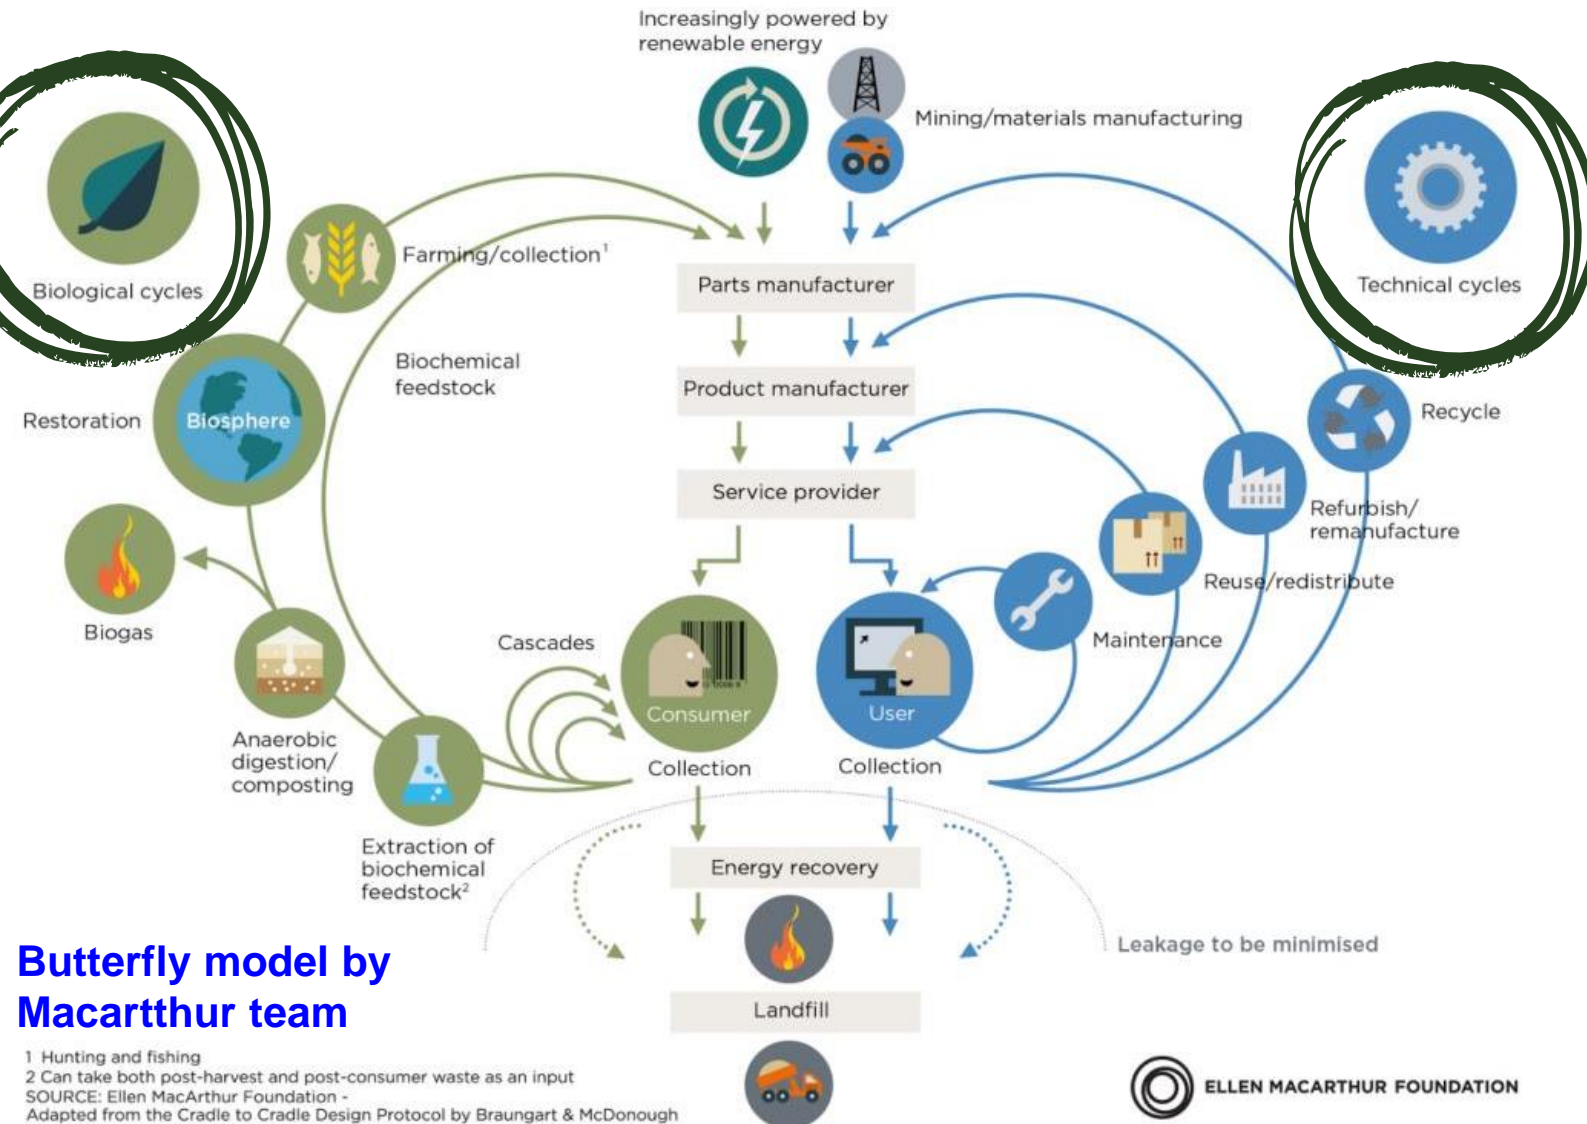 Increasingly powered by
renewable energy
Mining/materials manufacturing
Biological cycles
Technical cycles
Farming/collection¹
Parts manufacturer
Biochemical
feedstock
Product manufacturer
Restoration
Biosphere
Recycle
Service provider
Refurbish/
remanufacture
Reuse/redistribute
Biogas
Cascades
Maintenance
Consumer
User
Anaerobic
digestion/
composting
Collection
Collection
Extraction of
biochemical
feedstock²
Energy recovery
Leakage to be minimised
Butterfly model by
Macartthur team
Landfill
1 Hunting and fishing
2 Can take both post-harvest and post-consumer waste as an input
SOURCE: Ellen MacArthur Foundation -
Adapted from the Cradle to Cradle Design Protocol by Braungart & McDonough
ELLEN MACARTHUR FOUNDATION